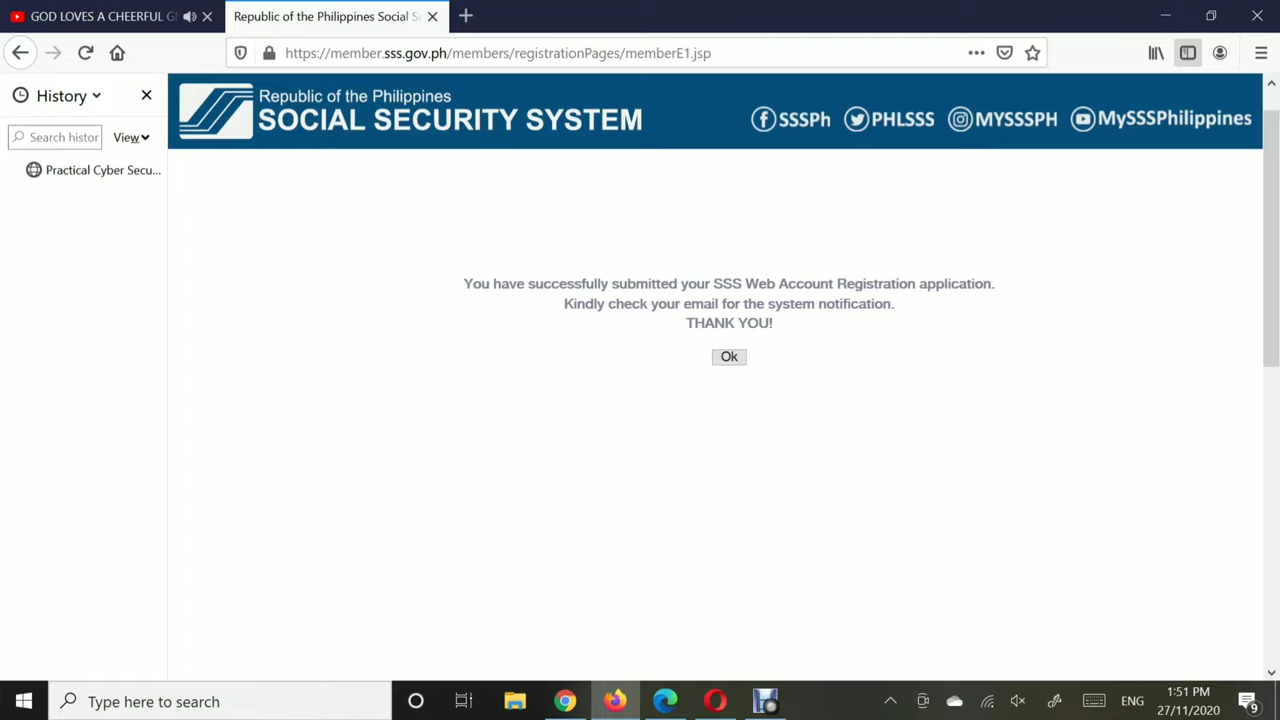 GOD LOVES A CHEERFUL G
Republic of the Philippines Social S
https://member.sss.gov.ph/members/registrationPages/memberE1.jsp
History
Search histor
View
Practical Cyber Secu...
Republic of the Philippines
SOCIAL SECURITY SYSTEM
SSSPh
PHLSSS
MYSSSPH
MySSSPhilippines
You have successfully submitted your SSS Web Account Registration application.
Kindly check your email for the system notification.
THANK YOU!
Ok
Type here to search
ENG
1:51 PM
27/11/2020
9